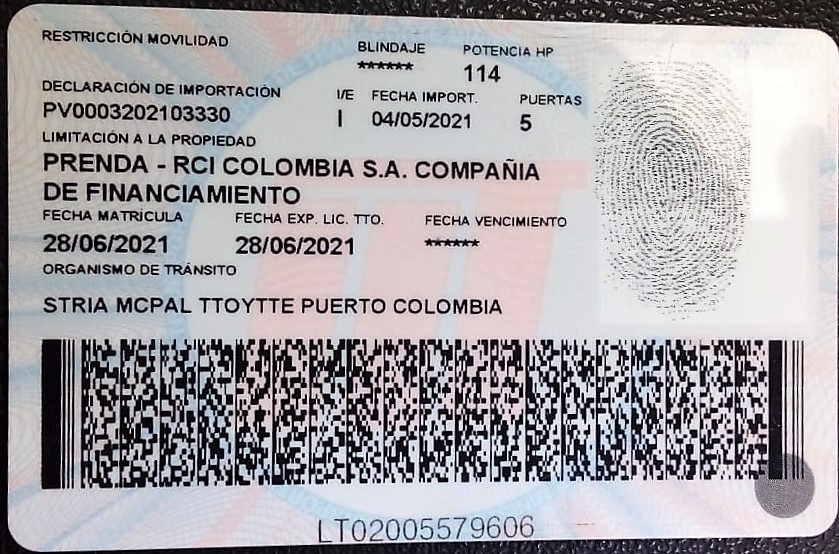 RESTRICCIÓN MOVILIDAD
BLINDAJE
POTENCIA HP
******
114
DECLARACIÓN DE IMPORTACIÓN
I/E
FECHA IMPORT.
PUERTAS
PV0003202103330
I
04/05/2021
5
LIMITACIÓN A LA PROPIEDAD
PRENDA - RCI COLOMBIA S.A. COMPAÑIA
DE FINANCIAMIENTO
FECHA MATRÍCULA
FECHA EXP. LIC. TTO.
FECHA VENCIMIENTO
28/06/2021
28/06/2021
******
ORGANISMO DE TRÁNSITO
STRIA MCPAL TTOYTTE PUERTO COLOMBIA
LT02005579606